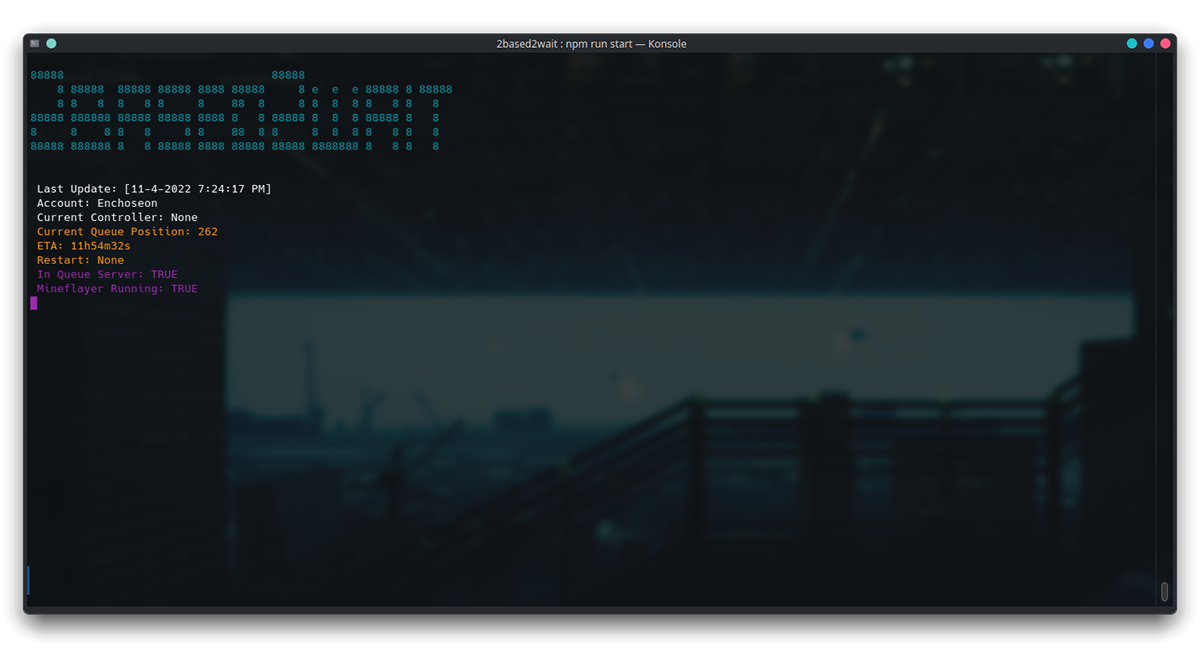 2based2wait : npm run start — Konsole
88888                               88888
    8 88888  88888 88888 8888 88888     8 e  e  e 88888 8 88888
    8 8   8  8   8 8     8    88  8     8 8  8  8 8   8 8   8
88888 888888 88888 88888 8888 8   8 88888 8  8  8 88888 8   8
8     8    8 8   8     8 8    88  8 8     8  8  8 8   8 8   8
88888 888888 8   8 88888 8888 88888 88888 8888888 8   8 8   8
Last Update: [11-4-2022 7:24:17 PM]
Account: Enchoseon
Current Controller: None
Current Queue Position: 262
ETA: 11h54m32s
Restart: None
In Queue Server: TRUE
Mineflayer Running: TRUE